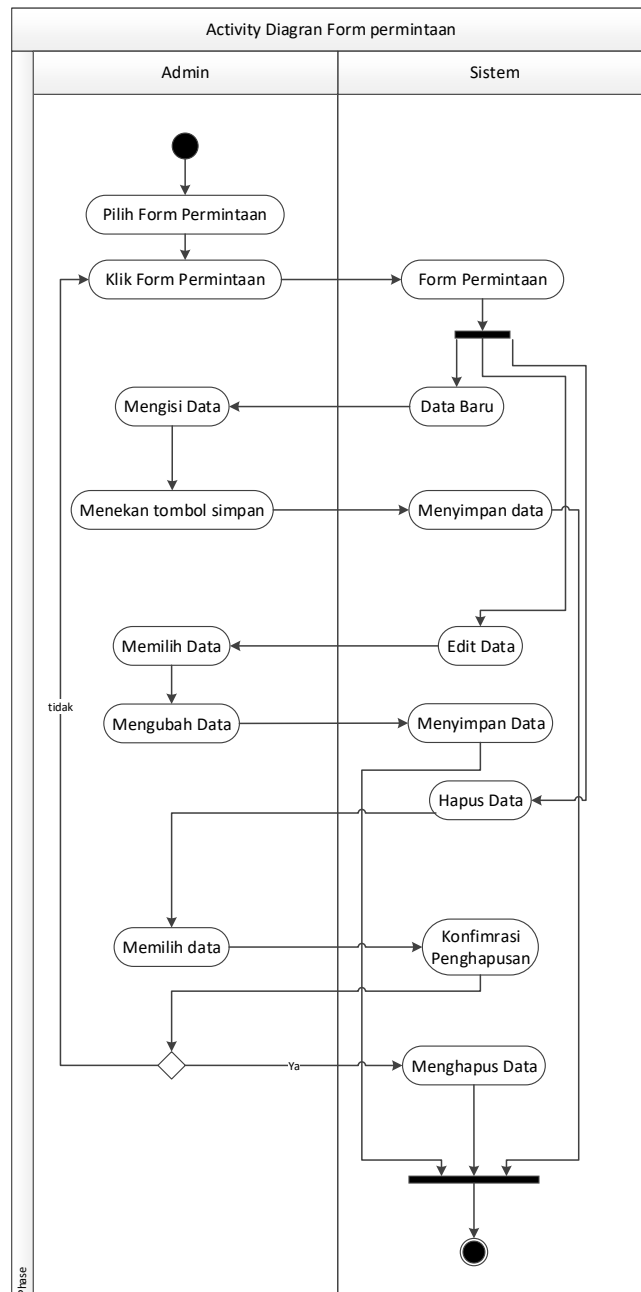 Activity Diagran Form permintaan
Admin
Sistem
Pilih Form Permintaan
Klik Form Permintaan
Form Permintaan
Mengisi Data
Data Baru
Menekan tombol simpan
Menyimpan data
Memilih Data
Edit Data
tidak
Mengubah Data
Menyimpan Data
Hapus Data
Memilih data
Konfimrasi
Penghapusan
Ya
Menghapus Data
Phase